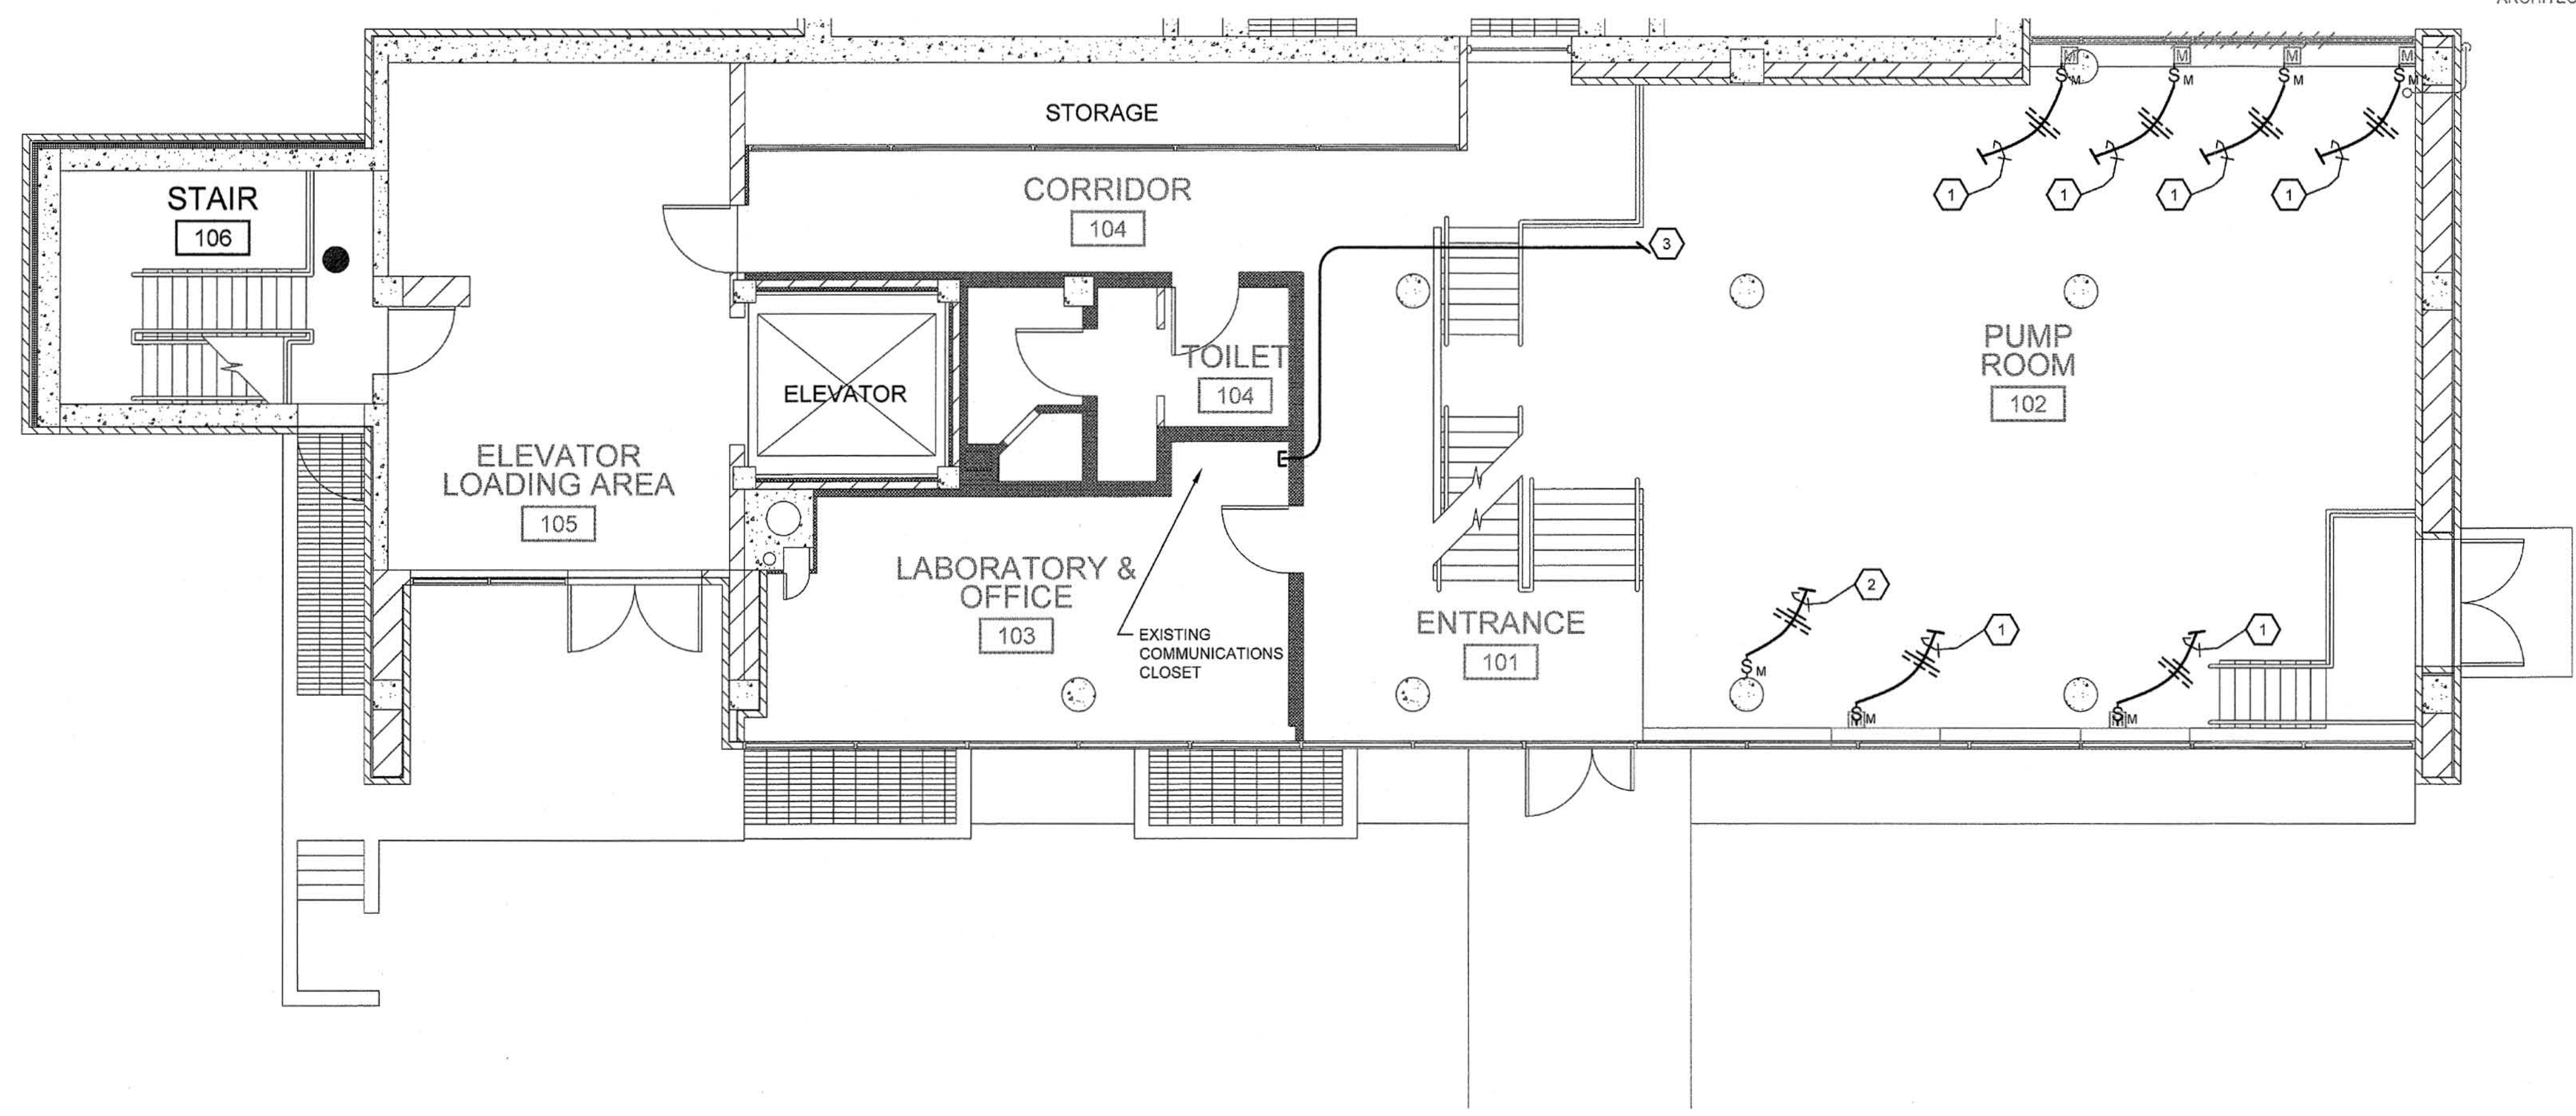 STORAGE
M
M
M
M
S M
S M
S M
S M
1
1
1
1
STAIR
106
CORRIDOR
104
3
PUMP
ROOM
102
TOILET
104
ELEVATOR
ELEVATOR
LOADING AREA
105
LABORATORY &
OFFICE
103
EXISTING
COMMUNICATIONS
CLOSET
ENTRANCE
101
2
1
1
S M
S M
S M